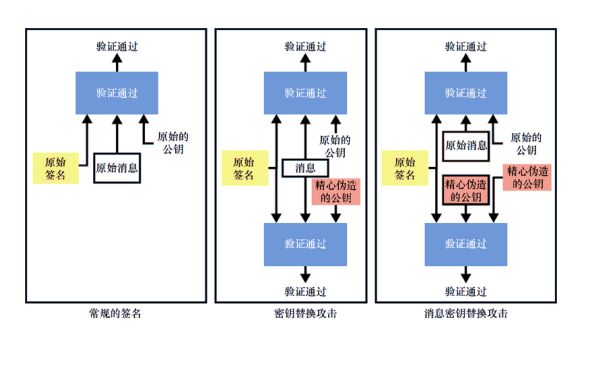 验证通过
验证通过
原始的
公钥
原始
签名
原始消息
常规的签名
验证通过
验证通过
原始的
公钥
原始
签名
消息
精心伪造
的公钥
验证通过
验证通过
密钥替换攻击
验证通过
验证通过
原始消息
原始的
公钥
原始
签名
精心伪造
的公钥
精心伪造
的公钥
验证通过
验证通过
消息密钥替换攻击